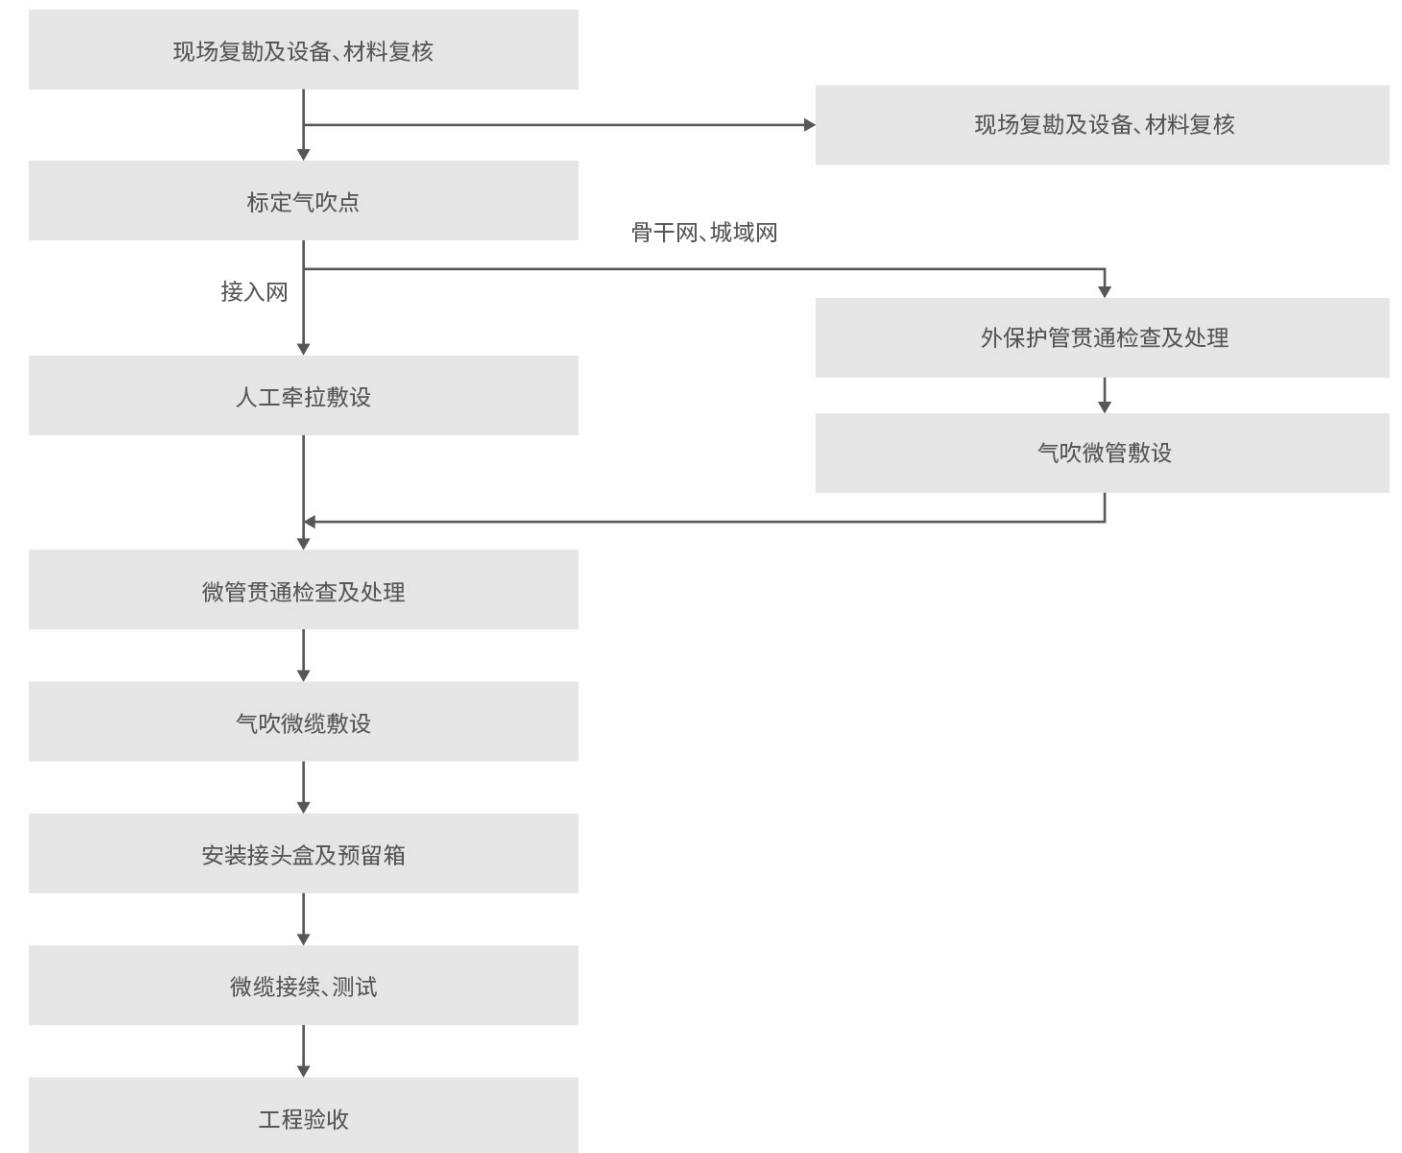 现场复勘及设备、材料复核
现场复勘及设备、材料复核
标定气吹点
骨干网、城域网
接入网
外保护管贯通检查及处理
人工牵拉敷设
气吹微管敷设
微管贯通检查及处理
气吹微缆敷设
安装接头盒及预留箱
微缆接续、测试
工程验收